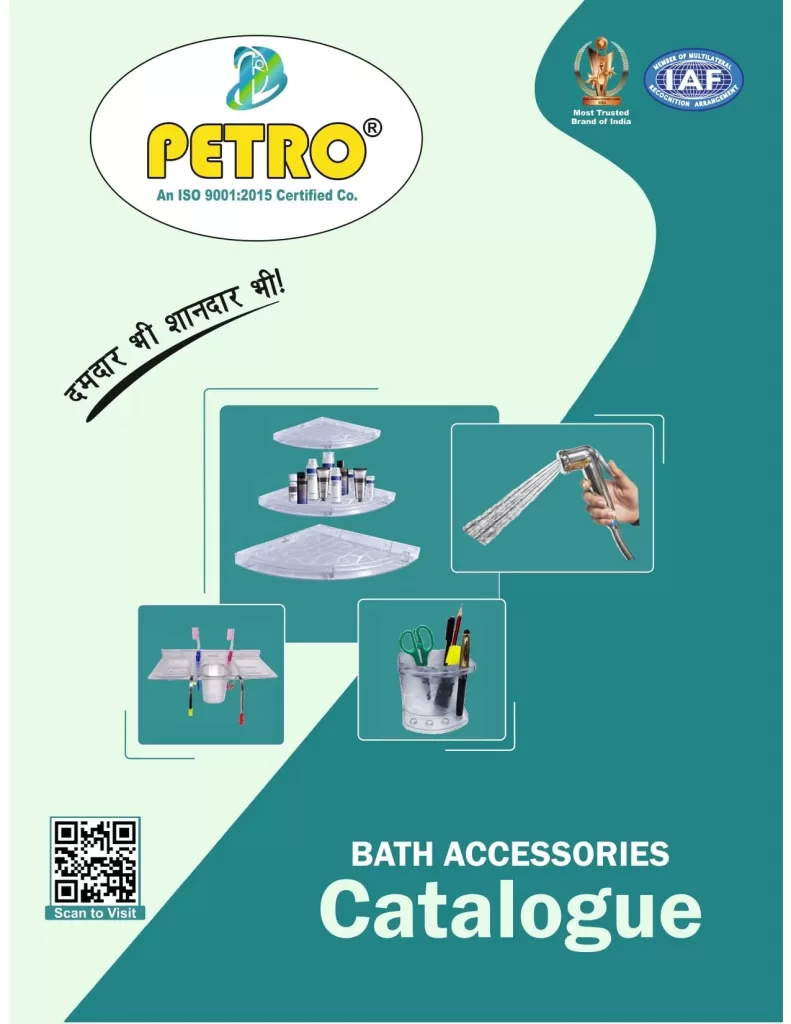 PETRO®
An ISO 9001:2015 Certified Co.
Most Trusted
Brand of India
MEMBER OF MULTILATERAL
IAF
RECOGNITION ARRANGEMENT
दमदार भी शानदार भी!
Scan to Visit
BATH ACCESSORIES
Catalogue